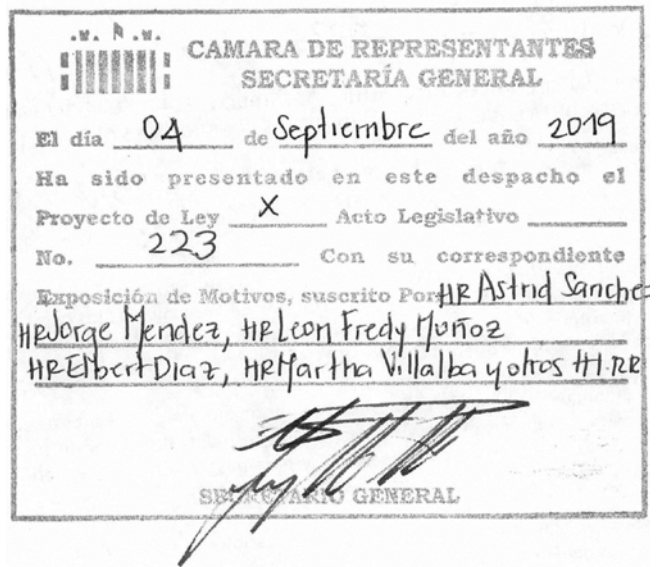 CAMARA DE REPRESENTANTES
SECRETARÍA GENERAL
El día 04 de Septiembre del año 2019
Ha sido presentado en este despacho el
Proyecto de Ley X Acto Legislativo
No. 223 Con su correspondiente
Exposición de Motivos, suscrito Por: HR Astrid Sanchez
HR Jorge Mendez, HR Leon Fredy Muñoz
HR Elbert Diaz, HR Martha Villalba y otros HH.RR
SECRETARIO GENERAL